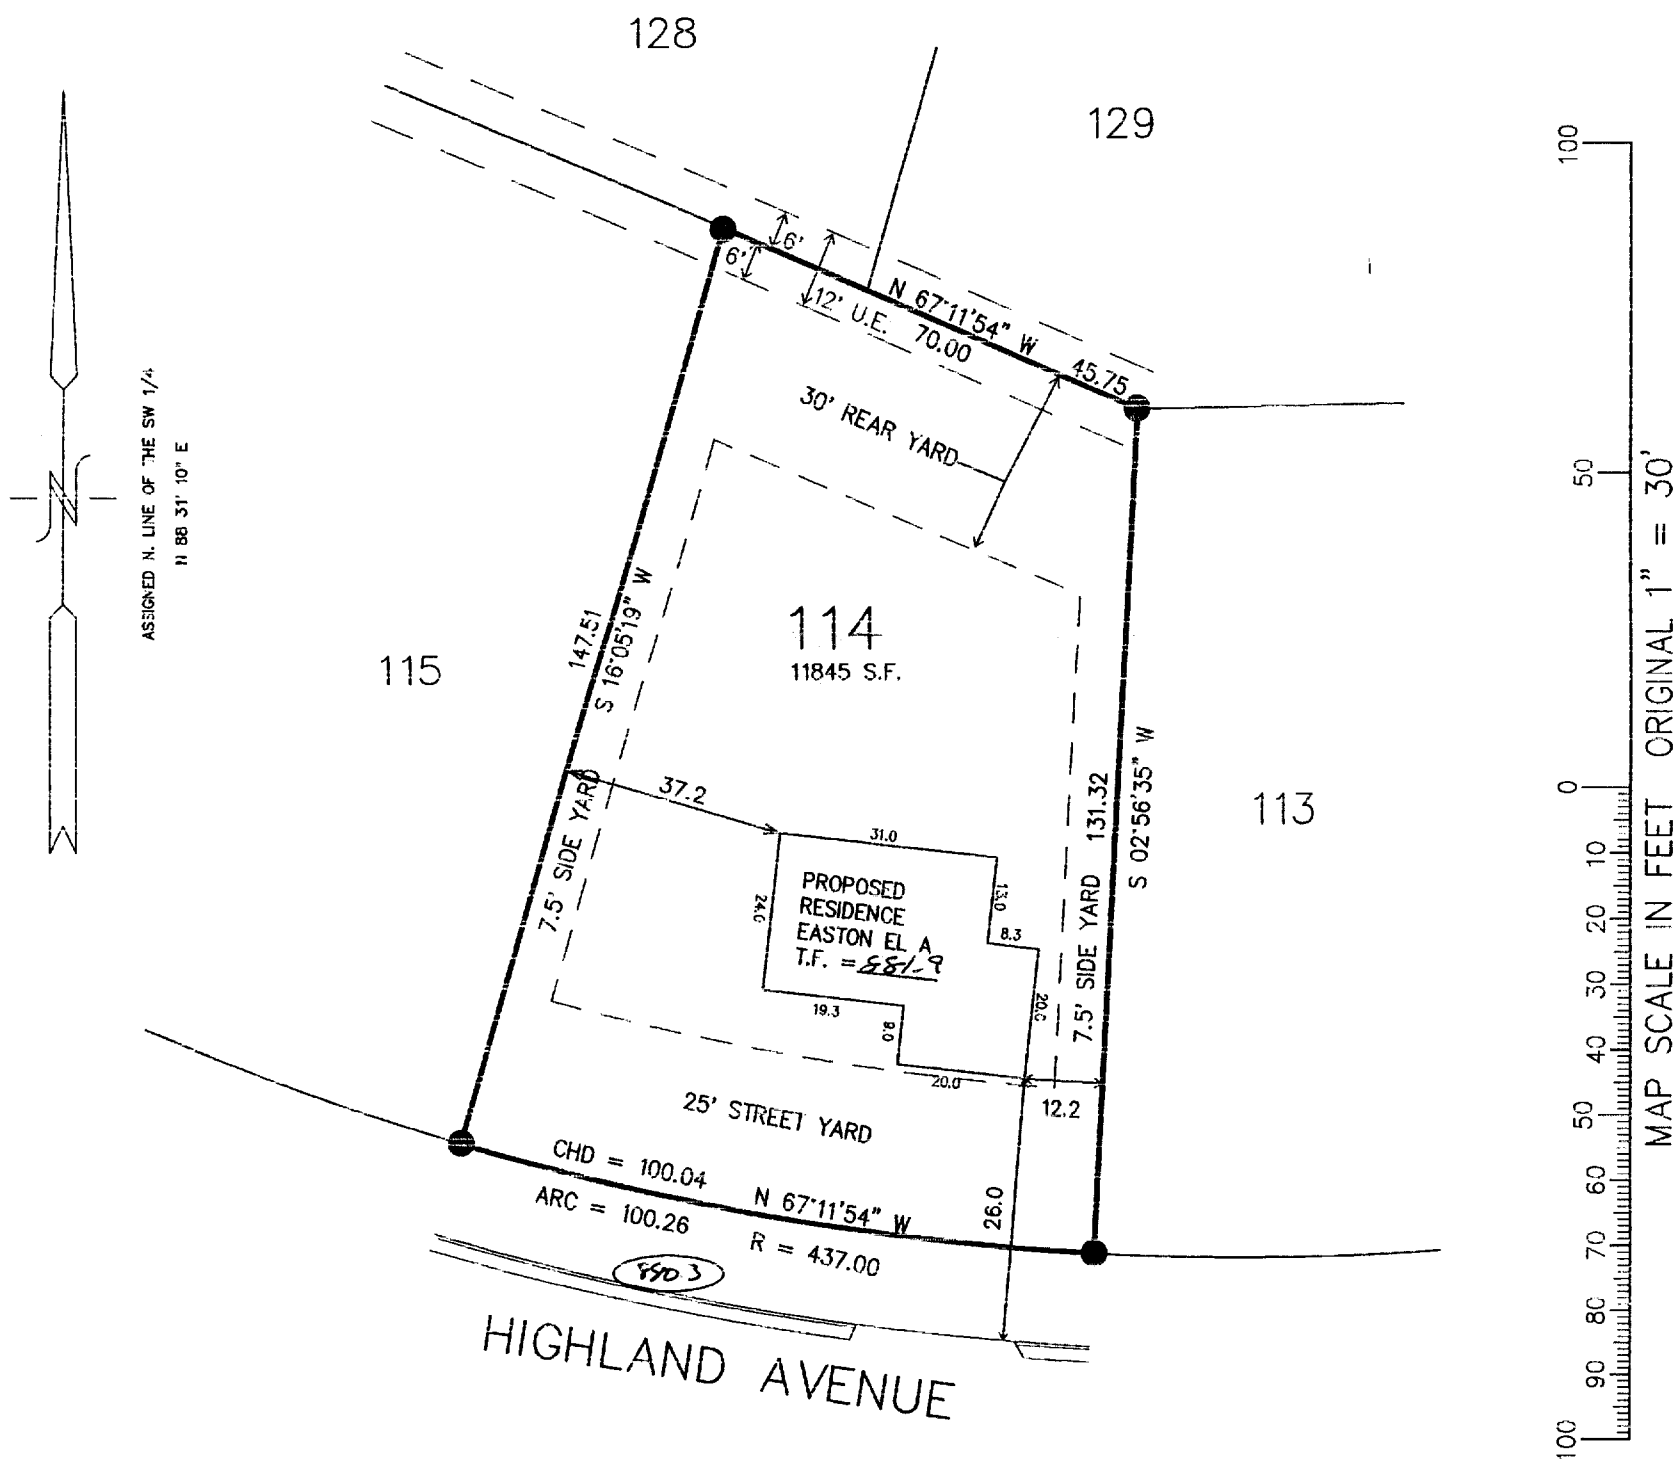 128
129
6'
6'
12' U.E.
N 67°11'54" W
70.00
45.75
30' REAR YARD
ASSIGNED N. LINE OF THE SW 1/4
N 88 31' 10" E
N
114
11845 S.F.
115
113
147.51
S 16°05'19" W
7.5' SIDE YARD
37.2
31.0
13.0
8.3
20.0
24.0
19.3
9.0
20.0
PROPOSED
RESIDENCE
EASTON EL A
T.F. = 881.9
7.5' SIDE YARD
131.32
S 02°56'35" W
12.2
26.0
25' STREET YARD
CHD = 100.04
N 67°11'54" W
ARC = 100.26
R = 437.00
HIGHLAND AVENUE
100
50
0
10
20
30
40
50
60
70
80
90
100
MAP SCALE IN FEET ORIGINAL 1" = 30'